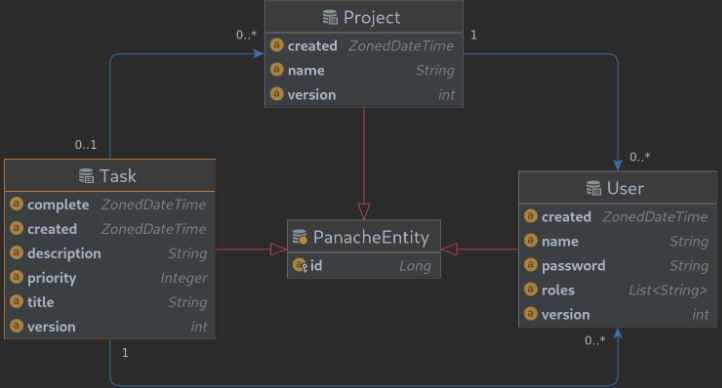 Project
0..*
1
created ZonedDateTime
name String
version int
0..1
0..*
Task
complete ZonedDateTime
created ZonedDateTime
description String
priority Integer
title String
version int
PanacheEntity
id Long
User
created ZonedDateTime
name String
password String
roles List<String>
version int
1
0..*